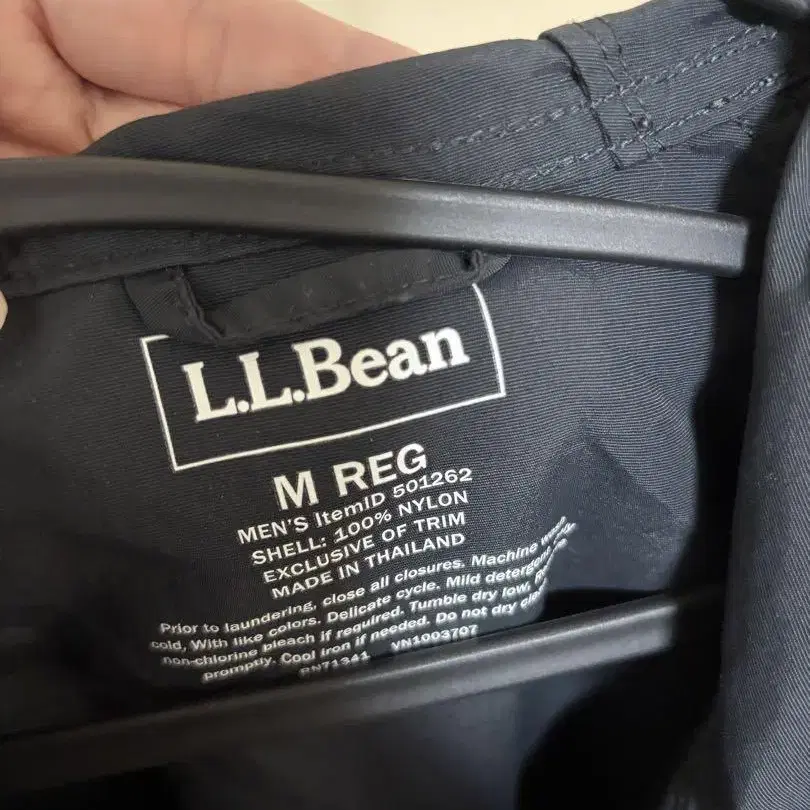 L.L.Bean
M REG
MEN'S ItemID 501262
SHELL: 100% NYLON
EXCLUSIVE OF TRIM
MADE IN THAILAND
Prior to laundering, close all closures. Machine
cold, With like colors. Delicate cycle. Mild
non-chlorine bleach if required. Tumble dry low.
promptly. Cool iron if needed. Do not dry
RN71341 VN1003707